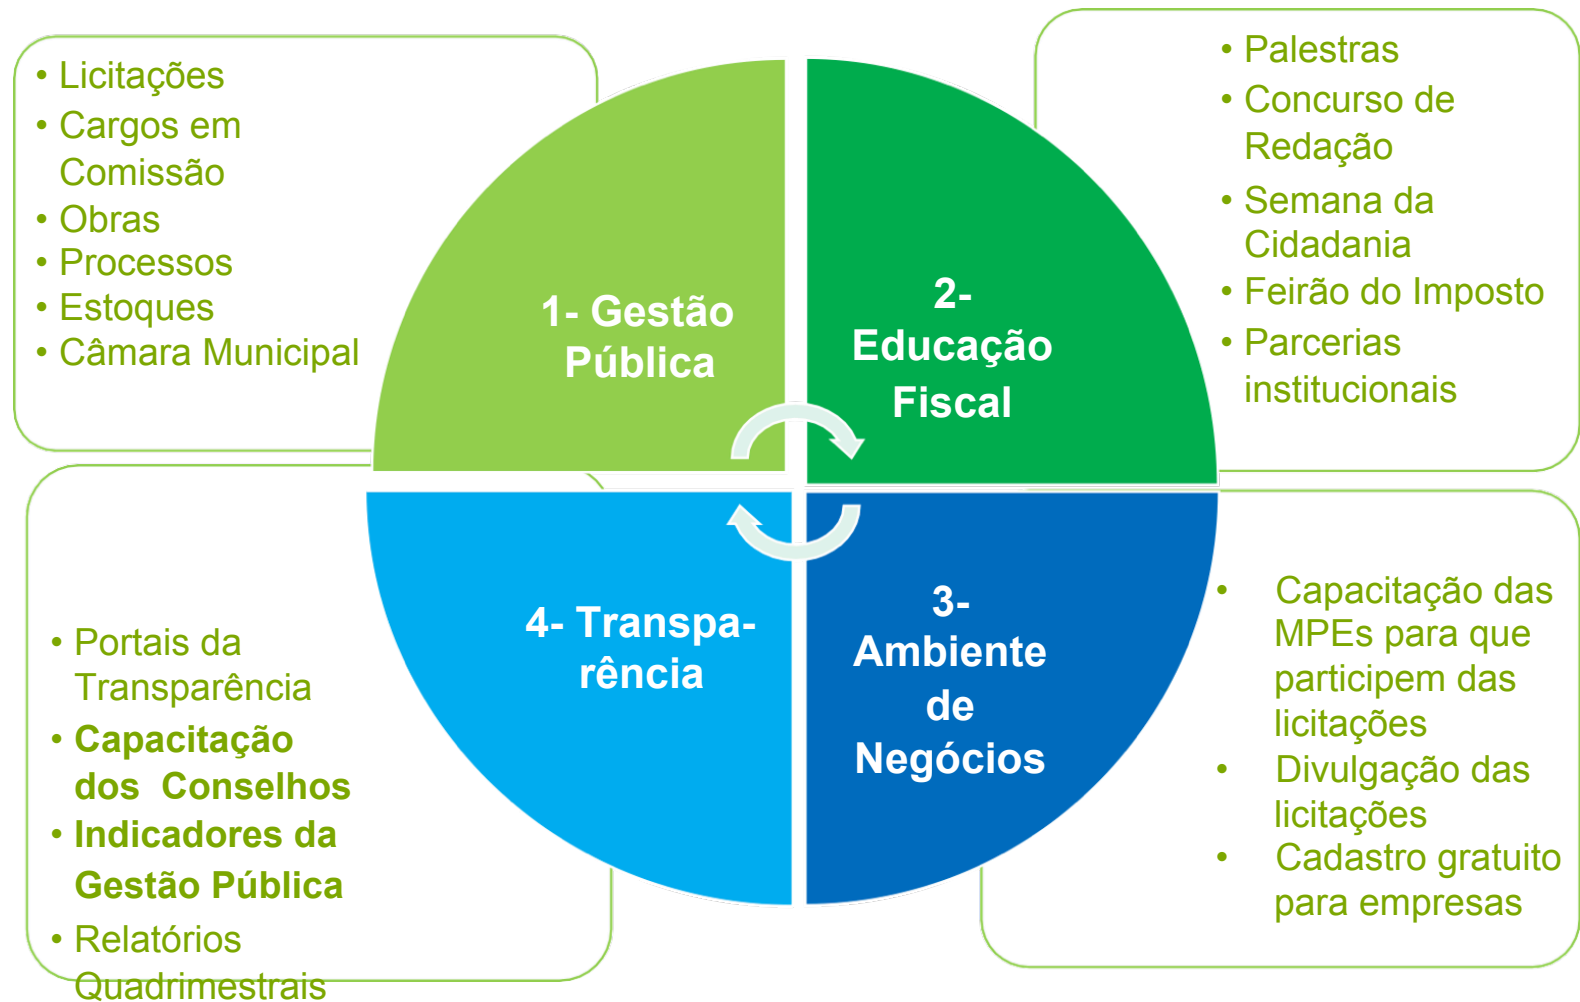 • Licitações
• Cargos em
Comissão
• Obras
• Processos
• Estoques
• Câmara Municipal
1- Gestão
Pública
2-
Educação
Fiscal
• Palestras
• Concurso de
Redação
• Semana da
Cidadania
• Feirão do Imposto
• Parcerias
institucionais
• Portais da
Transparência
• Capacitação
dos Conselhos
• Indicadores da
Gestão Pública
• Relatórios
Quadrimestrais
4- Transpa-
rência
3-
Ambiente
de
Negócios
• Capacitação das
MPEs para que
participem das
licitações
• Divulgação das
licitações
• Cadastro gratuito
para empresas